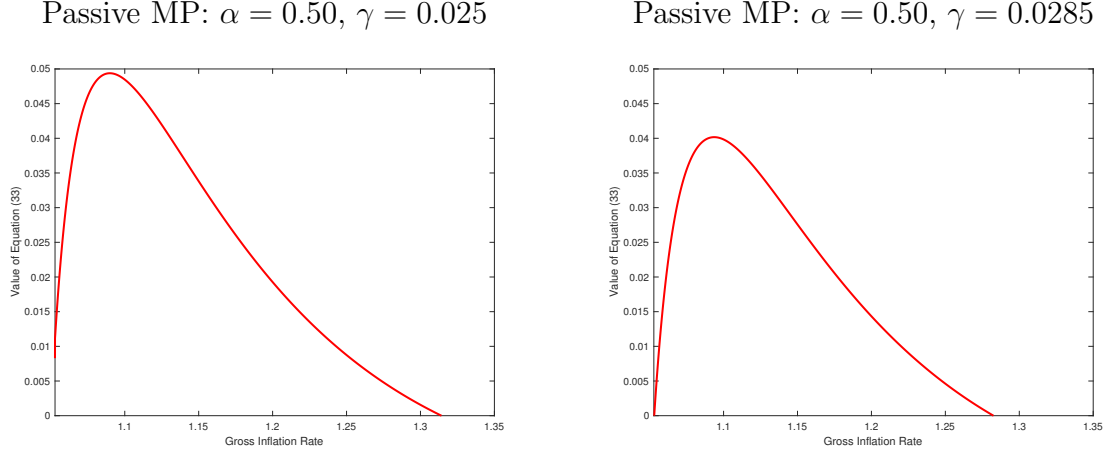 Passive MP: α = 0.50, γ = 0.025
0.05
0.045
0.04
0.035
0.03
0.025
0.02
0.015
0.01
0.005
0
Value of Equation (33)
1.1 1.15 1.2 1.25 1.3 1.35
Gross Inflation Rate
Passive MP: α = 0.50, γ = 0.0285
0.05
0.045
0.04
0.035
0.03
0.025
0.02
0.015
0.01
0.005
0
Value of Equation (33)
1.1 1.15 1.2 1.25 1.3 1.35
Gross Inflation Rate